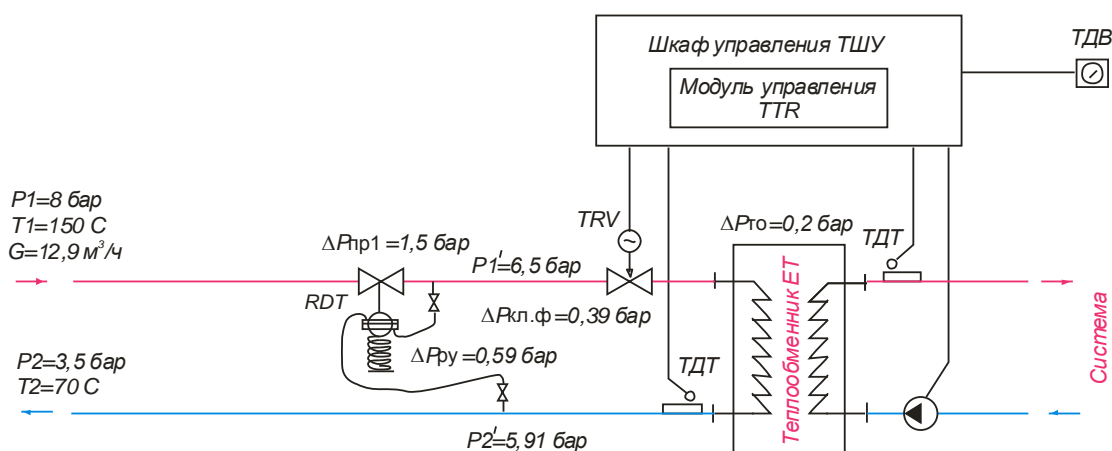 Шкаф управления ТШУ
Модуль управления
TTR
ТДВ
P1=8 бар
T1=150 С
G=12,9 м³/ч
ΔPпр1=1,5 бар
P1'=6,5 бар
TRV
ΔPто=0,2 бар
ТДТ
RDT
ΔPкл.ф=0,39 бар
ΔPру=0,59 бар
P2=3,5 бар
T2=70 С
ТДТ
P2'=5,91 бар
Теплообменник ЕТ
Система